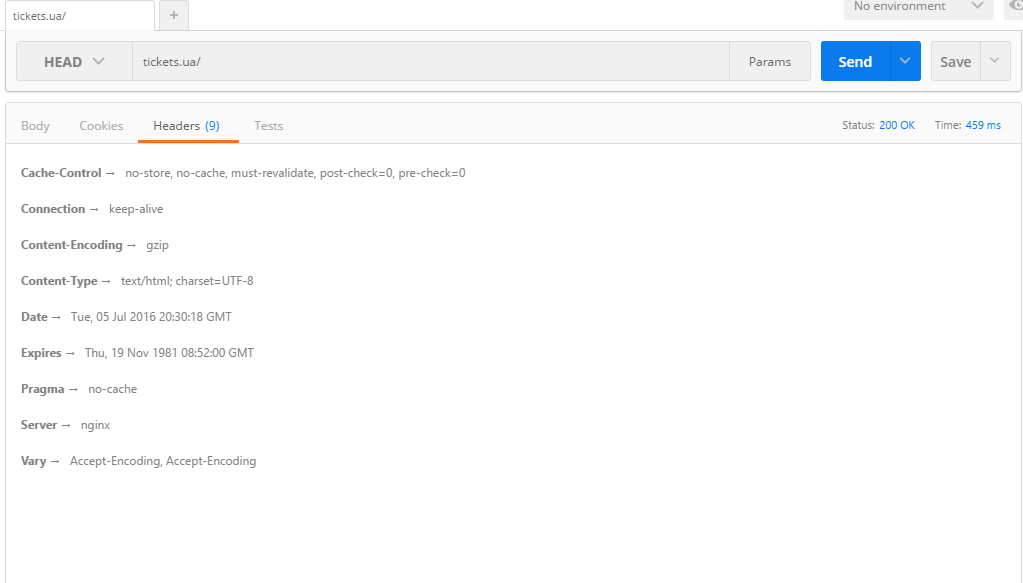 tickets.ua/ +
No environment
HEAD tickets.ua/ Params Send Save
Body Cookies Headers (9) Tests Status: 200 OK Time: 459 ms
Cache-Control → no-store, no-cache, must-revalidate, post-check=0, pre-check=0
Connection → keep-alive
Content-Encoding → gzip
Content-Type → text/html; charset=UTF-8
Date → Tue, 05 Jul 2016 20:30:18 GMT
Expires → Thu, 19 Nov 1981 08:52:00 GMT
Pragma → no-cache
Server → nginx
Vary → Accept-Encoding, Accept-Encoding